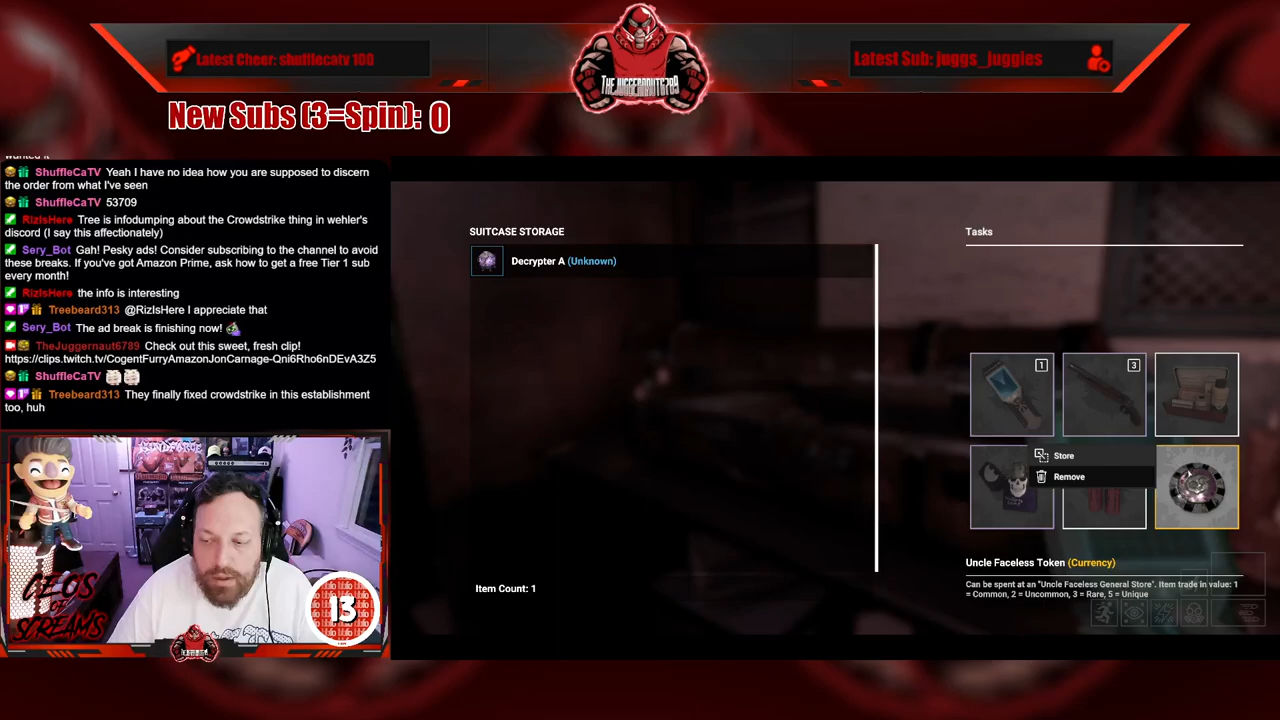 Latest Cheer: shufflecatv 100
THEJUGGERNAUT6789
Latest Sub: juggs_juggies
New Subs (3=Spin): 0
wanted it
ShuffleCaTV Yeah I have no idea how you are supposed to discern
the order from what I've seen
ShuffleCaTV 53709
RizIsHere Tree is infodumping about the Crowdstrike thing in wehler's
discord (I say this affectionately)
Sery_Bot Gah! Pesky ads! Consider subscribing to the channel to avoid
these breaks. If you've got Amazon Prime, ask how to get a free Tier 1 sub
every month!
RizIsHere the info is interesting
Treebeard313 @RizIsHere I appreciate that
Sery_Bot The ad break is finishing now!
TheJuggernaut6789 Check out this sweet, fresh clip!
https://clips.twitch.tv/CogentFurryAmazonJonCarnage-Qni6Rho6nDEvA3Z5
ShuffleCaTV
Treebeard313 They finally fixed crowdstrike in this establishment
too, huh
SUITCASE STORAGE
Decrypter A (Unknown)
Item Count: 1
Tasks
1
3
Store
Remove
Uncle Faceless Token (Currency)
Can be spent at an "Uncle Faceless General Store". Item trade in value: 1
= Common, 2 = Uncommon, 3 = Rare, 5 = Unique
CEO'S
OF
SCREAMS
13